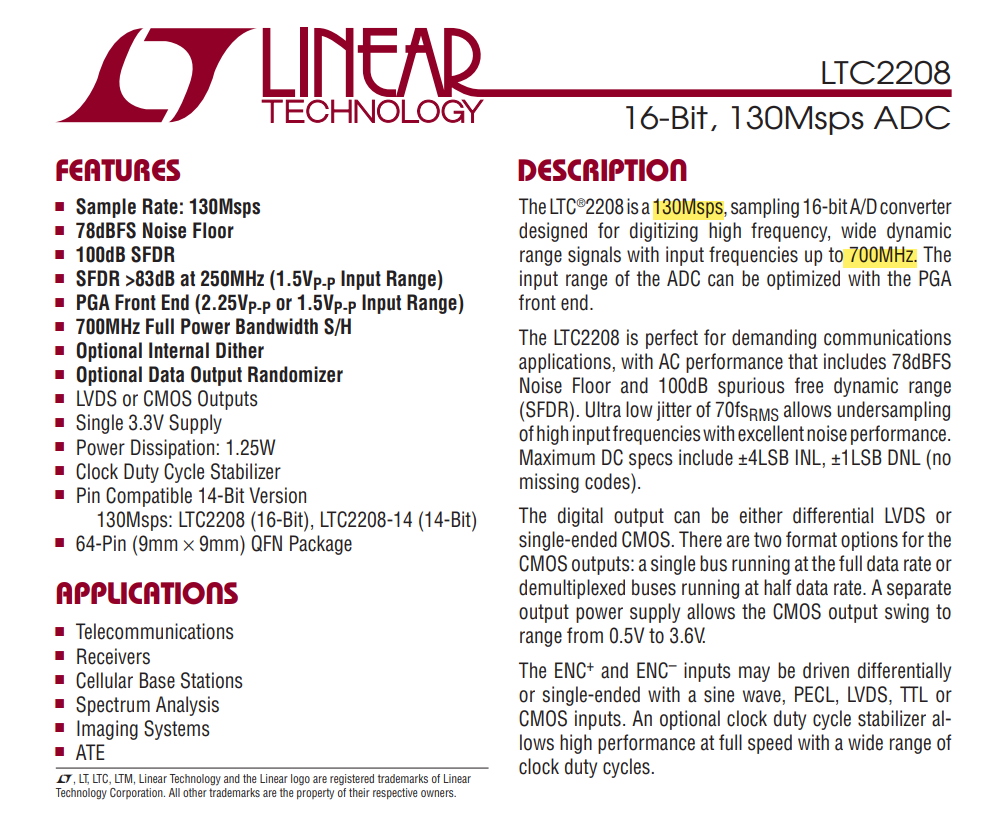 LINEAR
TECHNOLOGY
LTC2208
16-Bit, 130Msps ADC
FEATURES
■ Sample Rate: 130Msps
■ 78dBFS Noise Floor
■ 100dB SFDR
■ SFDR >83dB at 250MHz (1.5VP-P Input Range)
■ PGA Front End (2.25VP-P or 1.5VP-P Input Range)
■ 700MHz Full Power Bandwidth S/H
■ Optional Internal Dither
■ Optional Data Output Randomizer
■ LVDS or CMOS Outputs
■ Single 3.3V Supply
■ Power Dissipation: 1.25W
■ Clock Duty Cycle Stabilizer
■ Pin Compatible 14-Bit Version
130Msps: LTC2208 (16-Bit), LTC2208-14 (14-Bit)
■ 64-Pin (9mm × 9mm) QFN Package
APPLICATIONS
■ Telecommunications
■ Receivers
■ Cellular Base Stations
■ Spectrum Analysis
■ Imaging Systems
■ ATE
LT, LT, LTC, LTM, Linear Technology and the Linear logo are registered trademarks of Linear
Technology Corporation. All other trademarks are the property of their respective owners.
DESCRIPTION
The LTC®2208 is a 130Msps, sampling 16-bit A/D converter
designed for digitizing high frequency, wide dynamic
range signals with input frequencies up to 700MHz. The
input range of the ADC can be optimized with the PGA
front end.
The LTC2208 is perfect for demanding communications
applications, with AC performance that includes 78dBFS
Noise Floor and 100dB spurious free dynamic range
(SFDR). Ultra low jitter of 70fsRMS allows undersampling
of high input frequencies with excellent noise performance.
Maximum DC specs include ±4LSB INL, ±1LSB DNL (no
missing codes).
The digital output can be either differential LVDS or
single-ended CMOS. There are two format options for the
CMOS outputs: a single bus running at the full data rate or
demultiplexed buses running at half data rate. A separate
output power supply allows the CMOS output swing to
range from 0.5V to 3.6V.
The ENC+ and ENC– inputs may be driven differentially
or single-ended with a sine wave, PECL, LVDS, TTL or
CMOS inputs. An optional clock duty cycle stabilizer al-
lows high performance at full speed with a wide range of
clock duty cycles.